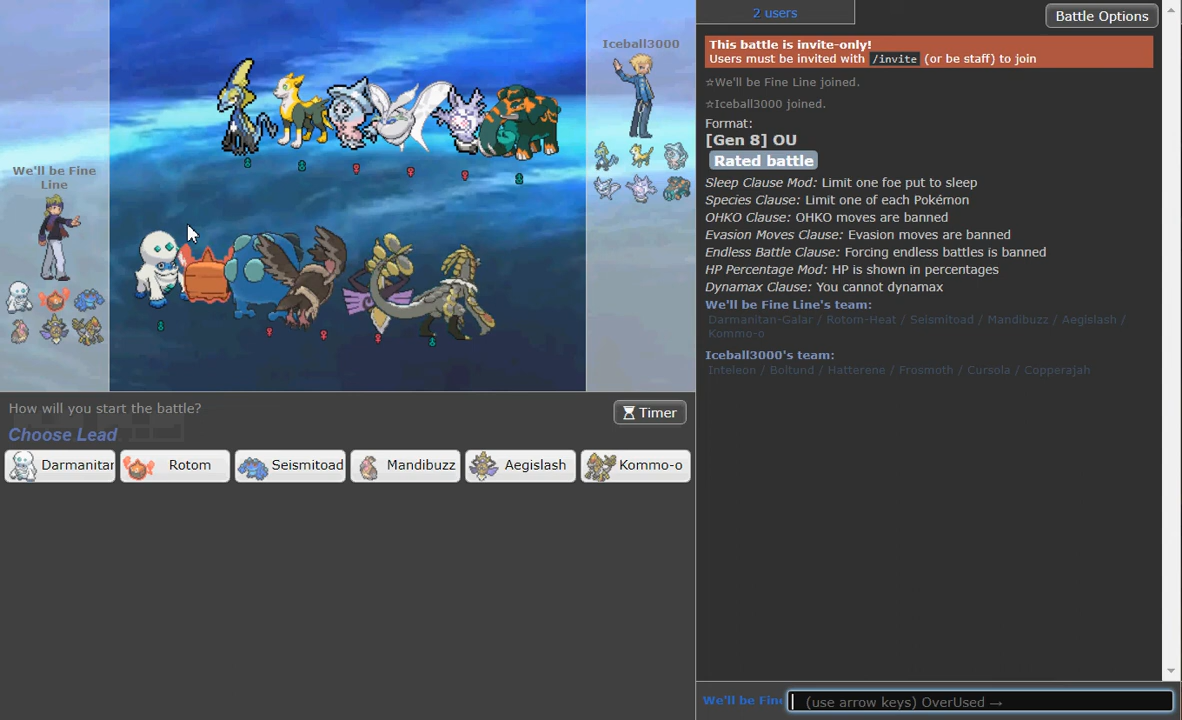 2 users
Battle Options
This battle is invite-only!
Users must be invited with /invite (or be staff) to join
☆We'll be Fine Line joined.
☆Iceball3000 joined.
Format:
[Gen 8] OU
Rated battle
Sleep Clause Mod: Limit one foe put to sleep
Species Clause: Limit one of each Pokémon
OHKO Clause: OHKO moves are banned
Evasion Moves Clause: Evasion moves are banned
Endless Battle Clause: Forcing endless battles is banned
HP Percentage Mod: HP is shown in percentages
Dynamax Clause: You cannot dynamax
We'll be Fine Line's team:
Darmanitan-Galar / Rotom-Heat / Seismitoad / Mandibuzz / Aegislash /
Kommo-o
Iceball3000's team:
Inteleon / Boltund / Hatterene / Frosmoth / Cursola / Copperajah
Iceball3000
We'll be Fine
Line
How will you start the battle?
Timer
Choose Lead
Darmanitan
Rotom
Seismitoad
Mandibuzz
Aegislash
Kommo-o
We'll be Fine
(use arrow keys) OverUsed →